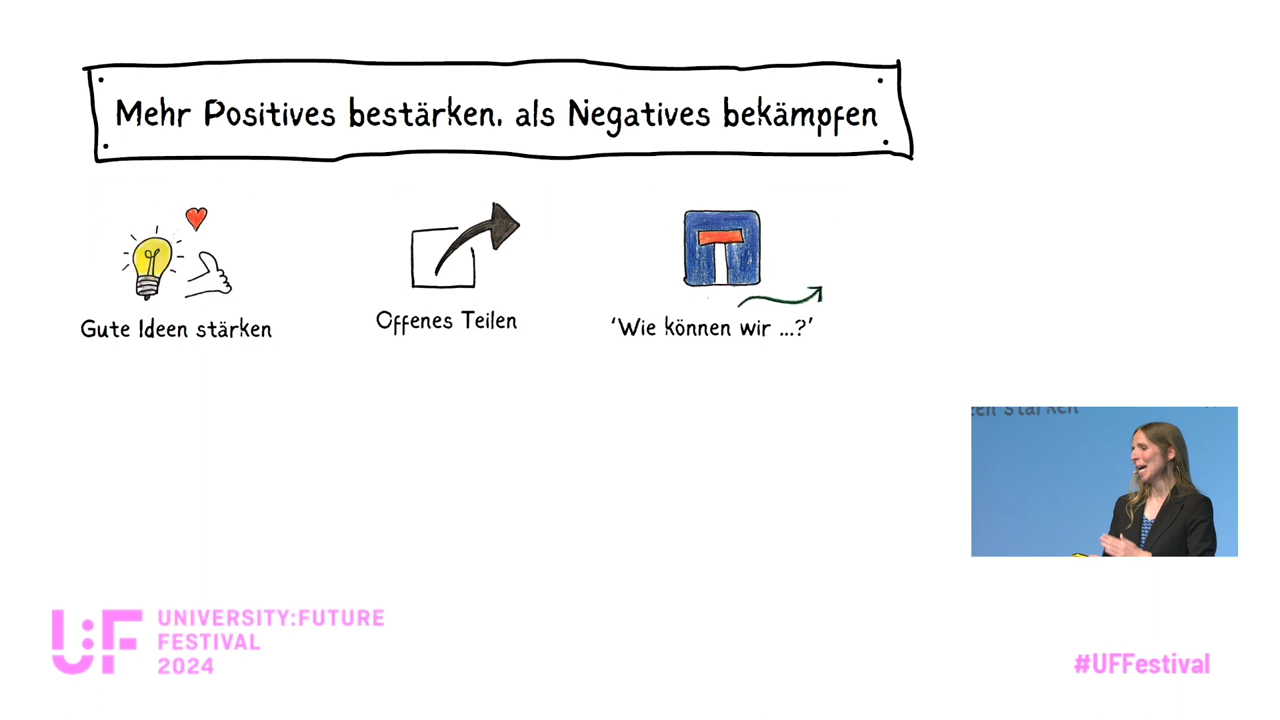 Mehr Positives bestärken, als Negatives bekämpfen
Gute Ideen stärken
Offenes Teilen
'Wie können wir ...?'
stärken
U:F
UNIVERSITY:FUTURE
FESTIVAL
2024
#UFFestival